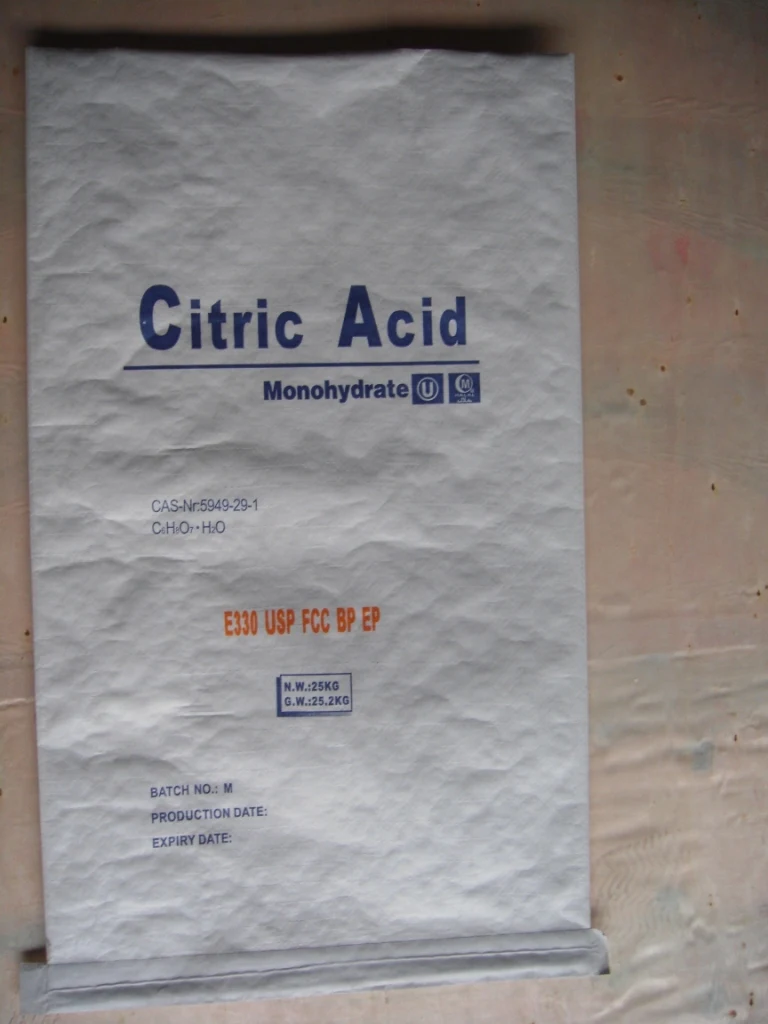 Citric Acid
Monohydrate U M
CAS-Nr:5949-29-1
C₆H₈O₇·H₂O
E330 USP FCC BP EP
N.W.:25KG
G.W.:25.2KG
BATCH NO.: M
PRODUCTION DATE:
EXPIRY DATE: